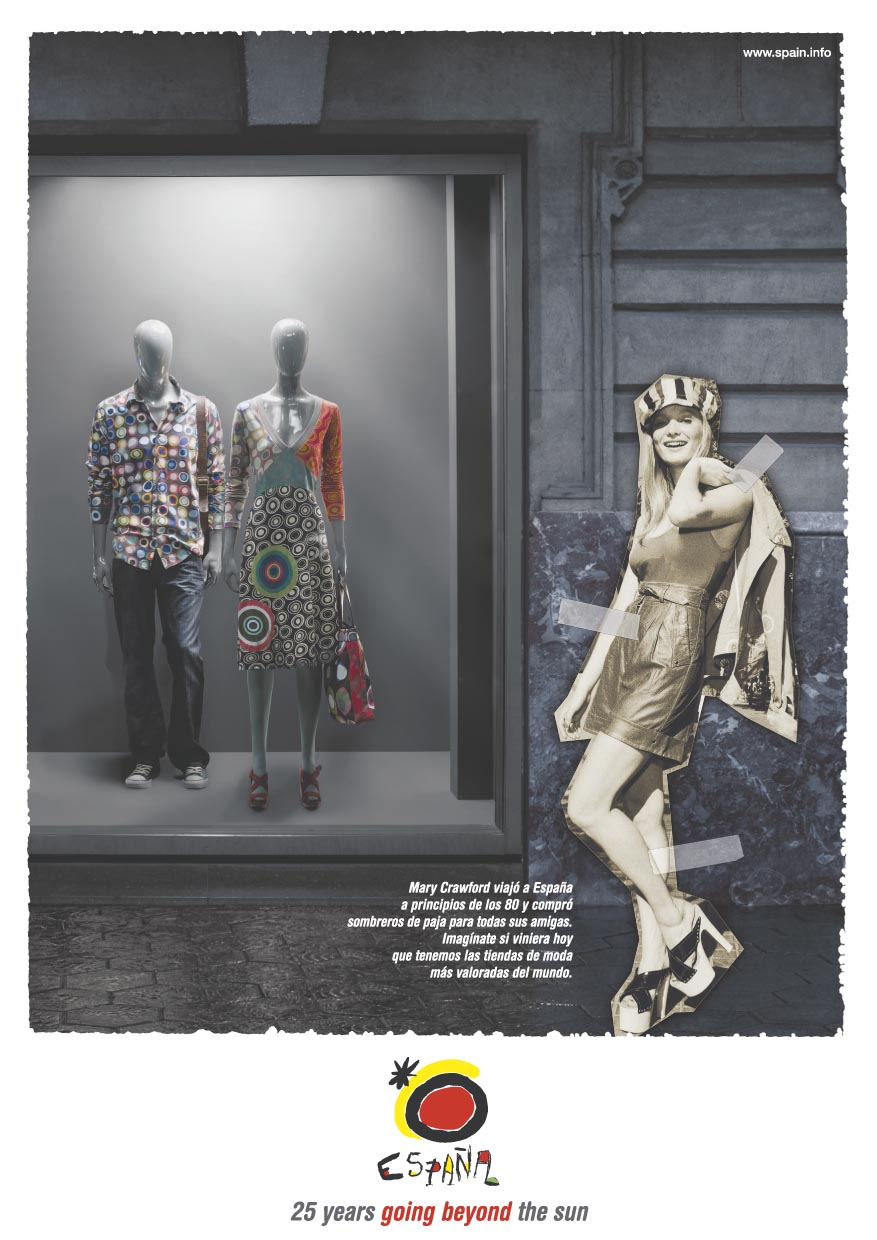 www.spain.info
Mary Crawford viajó a España
a principios de los 80 y compró
sombreros de paja para todas sus amigas.
Imagínate si viniera hoy
que tenemos las tiendas de moda
más valoradas del mundo.
ESPAÑA
25 years going beyond the sun